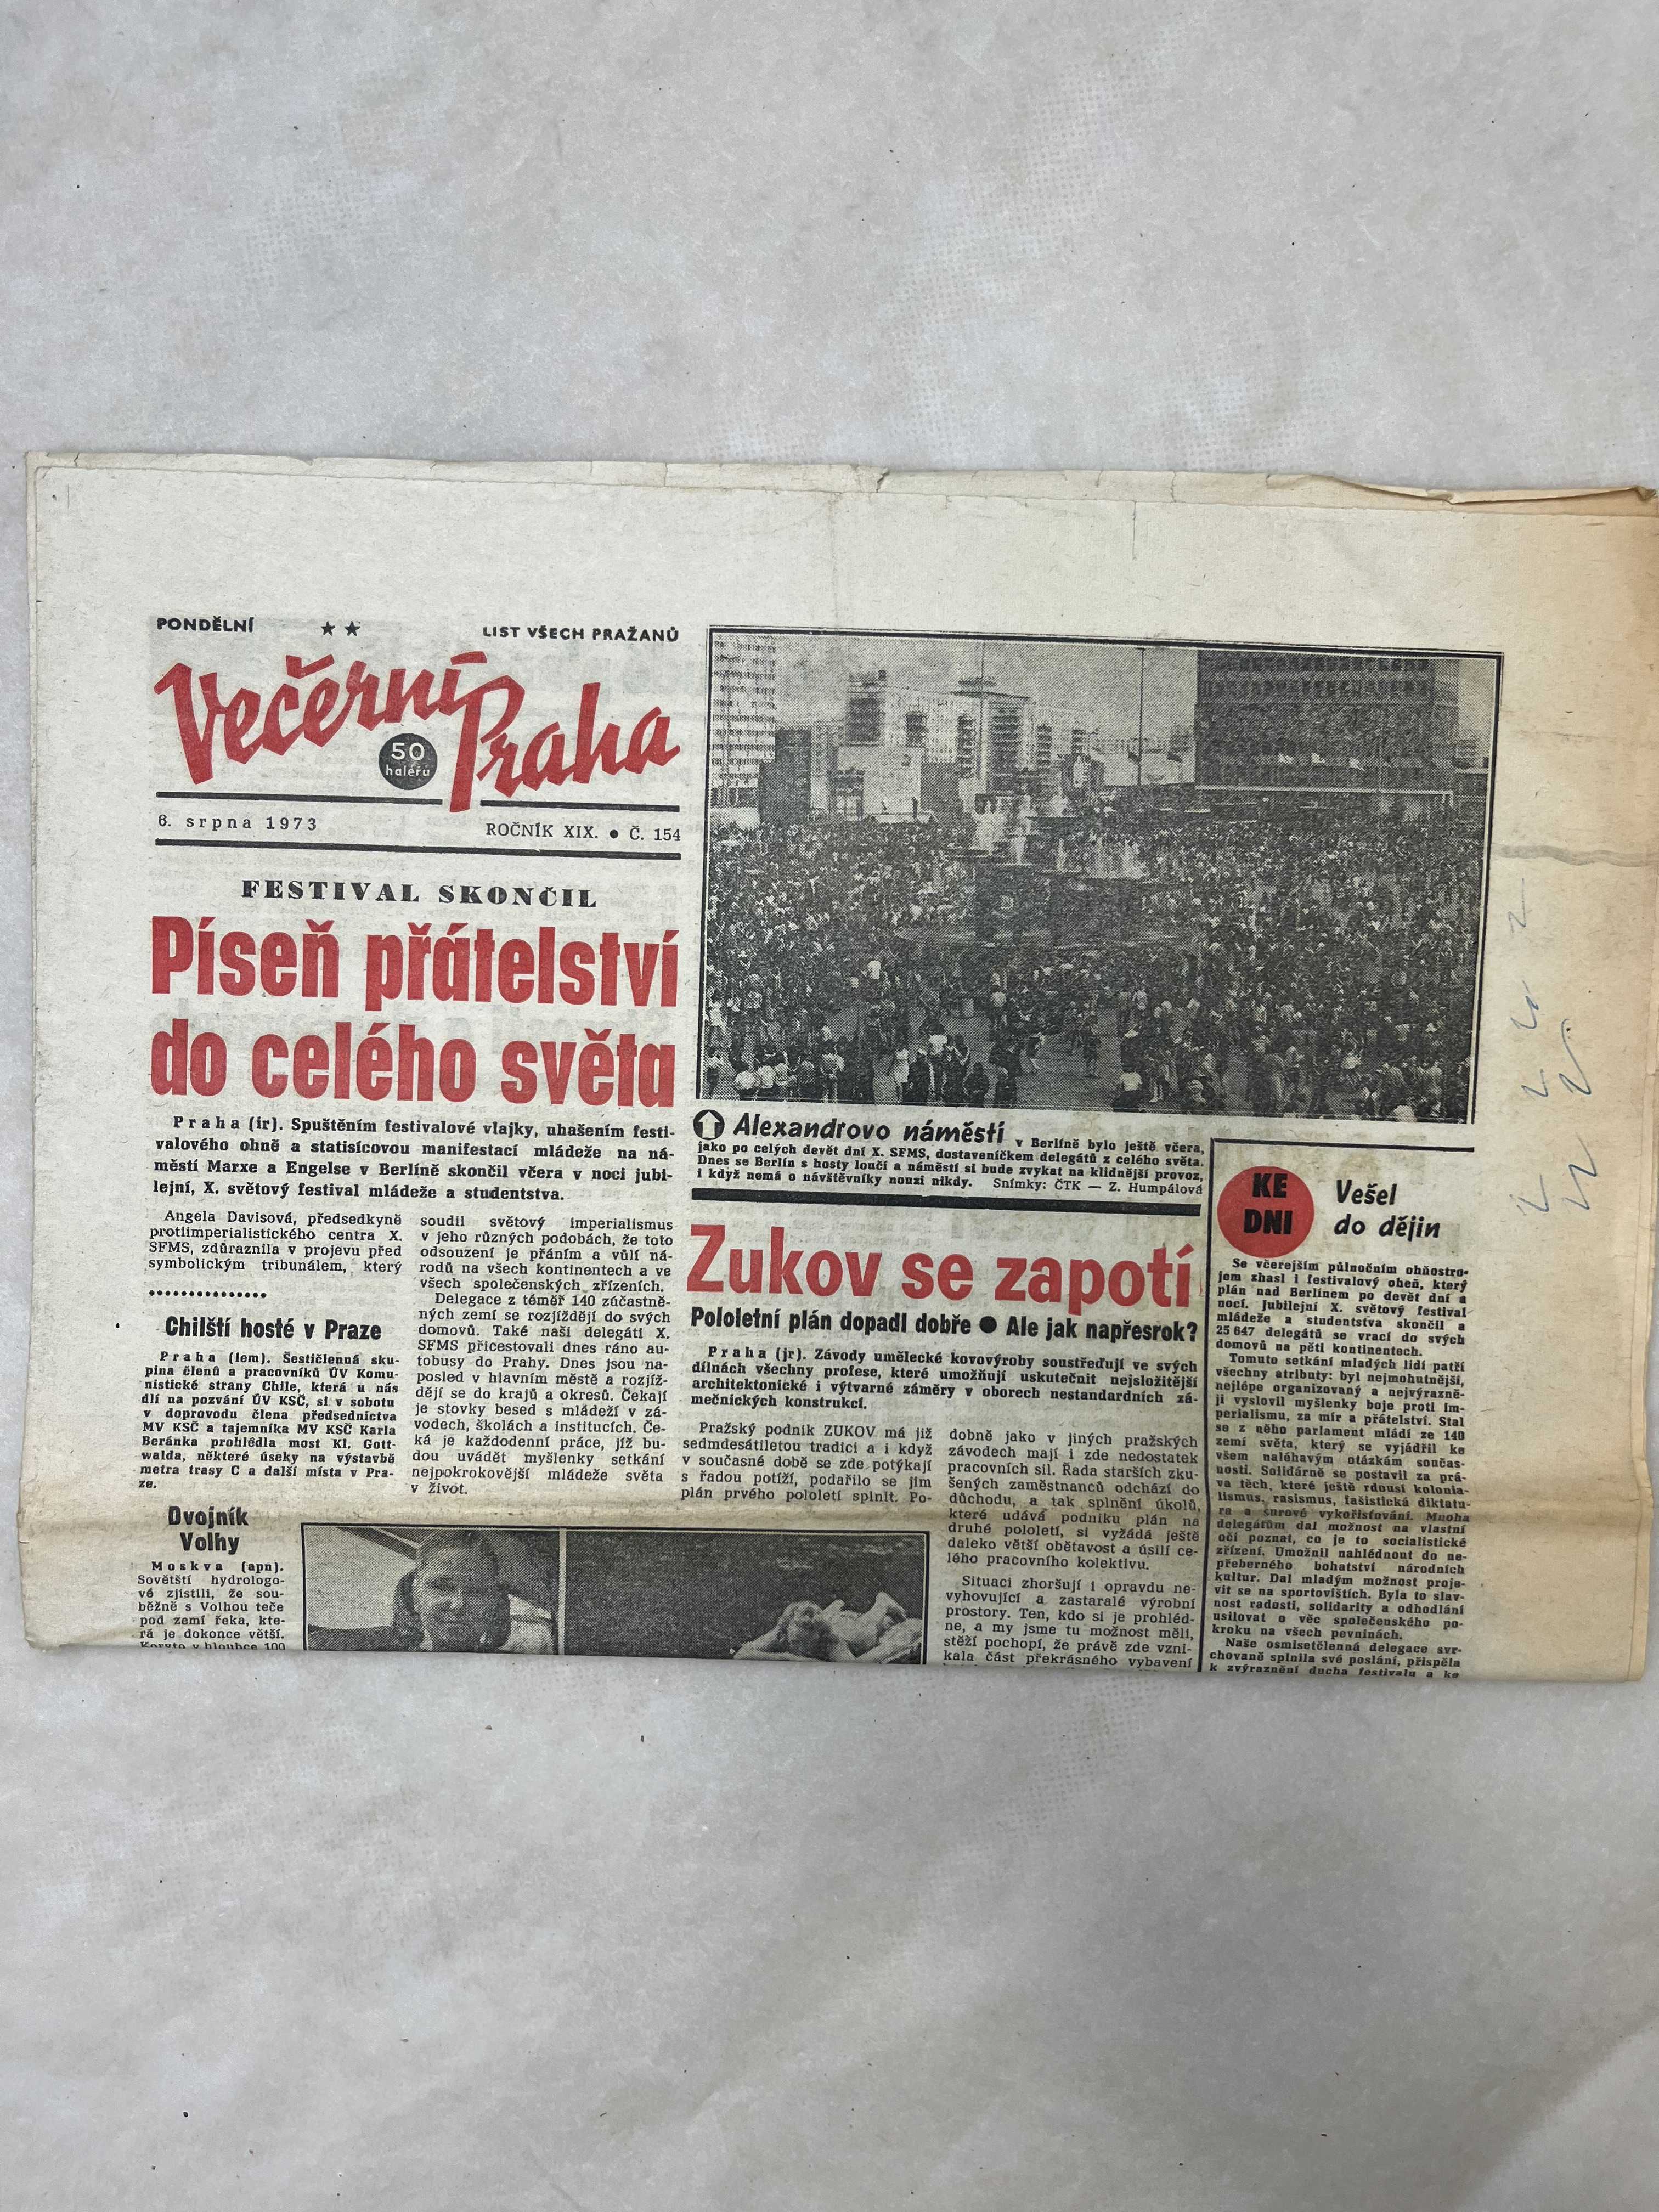 PONDĚLNÍ ★★ LIST VŠECH PRAŽANŮ
Večerní Praha
50
haléřů
6. srpna 1973 ROČNÍK XIX. ● Č. 154
FESTIVAL SKONČIL
Píseň přátelství
do celého světa
Praha (ir). Spuštěním festivalové vlajky, uhašením festi-
valového ohně a statisícovou manifestací mládeže na ná-
městí Marxe a Engelse v Berlíně skončil včera v noci jubi-
lejní, X. světový festival mládeže a studentstva.
Angela Davisová, předsedkyně
protiimperialistického centra X.
SFMS, zdůraznila v projevu před
symbolickým tribunálem, který
soudil světový imperialismus
v jeho různých podobách, že toto
odsouzení je přáním a vůlí ná-
rodů na všech kontinentech a ve
všech společenských zřízeních.
Delegace z téměř 140 zúčastně-
ných zemí se rozjíždějí do svých
domovů. Také naši delegáti X.
SFMS přicestovali dnes ráno au-
tobusy do Prahy. Dnes jsou na-
posled v hlavním městě a rozjíž-
dějí se do krajů a okresů. Čekají
je stovky besed s mládeží v zá-
vodech, školách a institucích. Če-
ká je každodenní práce, jíž bu-
dou uvádět myšlenky setkání
nejpokrokovější mládeže světa
v život.
Chilští hosté v Praze
Praha (lem). Šestičlenná sku-
pina členů a pracovníků ÚV Komu-
nistické strany Chile, která u nás
dlí na pozvání ÚV KSČ, si v sobotu
v doprovodu člena předsednictva
MV KSČ a tajemníka MV KSČ Karla
Beránka prohlédla most Kl. Gott-
walda, některé úseky na výstavbě
metra trasy C a další místa v Pra-
ze.
Dvojník
Volhy
Moskva (apn).
Sovětští hydrologo-
vé zjistili, že sou-
běžně s Volhou teče
pod zemí řeka, kte-
rá je dokonce větší.
Koryto v hloubce 100
Alexandrovo náměstí v Berlíně bylo ještě včera,
jako po celých devět dní X. SFMS, dostaveníčkem delegátů z celého světa.
Dnes se Berlín s hosty loučí a náměstí si bude zvykat na klidnější provoz,
i když nemá o návštěvníky nouzi nikdy. Snímky: ČTK — Z. Humpálová
Zukov se zapotí
Pololetní plán dopadl dobře ● Ale jak napřesrok?
Praha (jr). Závody umělecké kovovýroby soustřeďují ve svých
dílnách všechny profese, které umožňují uskutečnit nejsložitější
architektonické i výtvarné záměry v oborech nestandardních zá-
mečnických konstrukcí.
Pražský podnik ZUKOV má již
sedmdesátiletou tradici a i když
v současné době se zde potýkají
s řadou potíží, podařilo se jim
plán prvého pololetí splnit. Po-
dobně jako v jiných pražských
závodech mají i zde nedostatek
pracovních sil. Řada starších zku-
šených zaměstnanců odchází do
důchodu, a tak splnění úkolů,
které udává podniku plán na
druhé pololetí, si vyžádá ještě
daleko větší obětavost a úsilí ce-
lého pracovního kolektivu.
Situaci zhoršují i opravdu ne-
vyhovující a zastaralé výrobní
prostory. Ten, kdo si je prohléd-
ne, a my jsme tu možnost měli,
stěží pochopí, že právě zde vzni-
kala část překrásného vybavení
KE
DNI
Vešel
do dějin
Se včerejším půlnočním ohňostro-
jem zhasl i festivalový oheň, který
plán nad Berlínem po devět dní a
nocí. Jubilejní X. světový festival
mládeže a studentstva skončil a
25 647 delegátů se vrací do svých
domovů na pěti kontinentech.
Tomuto setkání mladých lidí patří
všechny atributy: byl nejmohutnější,
nejlépe organizovaný a nejvýrazně-
ji vyslovil myšlenky boje proti im-
perialismu, za mír a přátelství. Stal
se z něho parlament mládí ze 140
zemí světa, který se vyjádřil ke
všem naléhavým otázkám součas-
nosti. Solidárně se postavil za prá-
va těch, které ještě rdousí kolonia-
lismus, rasismus, fašistická diktatu-
ra a surové vykořisťování. Mnoha
delegátům dal možnost na vlastní
oči poznat, co je to socialistické
zřízení. Umožnil nahlédnout do ne-
přeberného bohatství národních
kultur. Dal mladým možnost proje-
vit se na sportovištích. Byla to slav-
nost radosti, solidarity a odhodlání
usilovat o věc společenského po-
kroku na všech pevninách.
Naše osmisetčlenná delegace svr-
chovaně splnila své poslání, přispěla
k zvýraznění ducha festivalu a ke